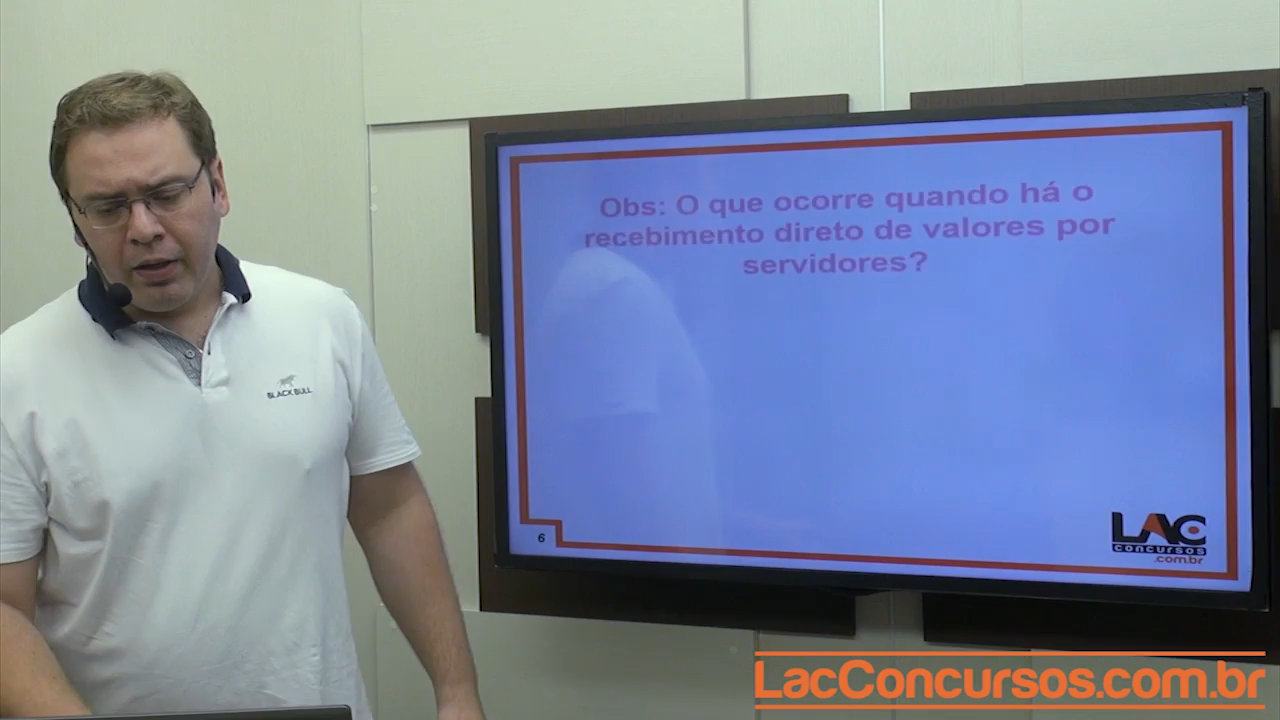 Obs: O que ocorre quando há o
recebimento direto de valores por
servidores?
BLACK BULL
6
LAC
concursos
.com.br
LacConcursos.com.br